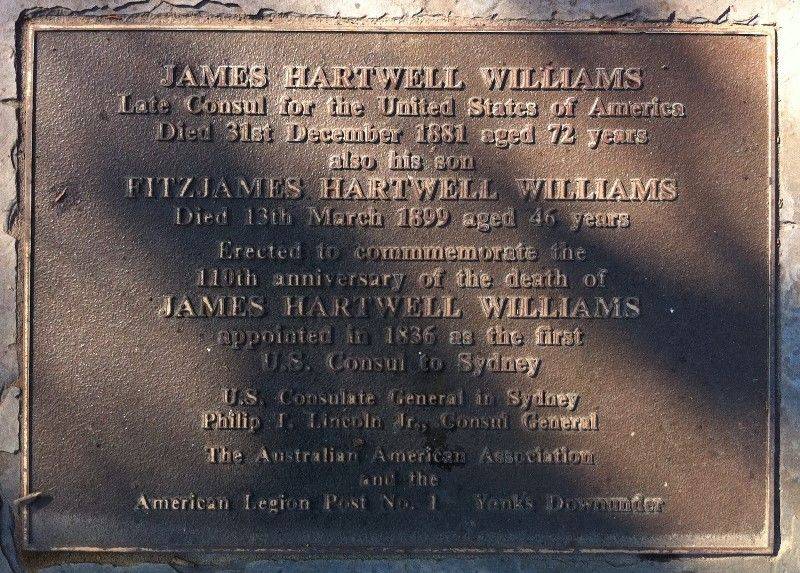 JAMES HARTWELL WILLIAMS
Late Consul for the United States of America
Died 31st December 1881 aged 72 years
also his son
FITZJAMES HARTWELL WILLIAMS
Died 13th March 1899 aged 46 years
Erected to commmemorate the
110th anniversary of the death of
JAMES HARTWELL WILLIAMS
appointed in 1836 as the first
U.S. Consul to Sydney
U.S. Consulate General in Sydney
Philip T. Lincoln Jr., Consul General
The Australian American Association
and the
American Legion Post No. 1 Yanks Downunder